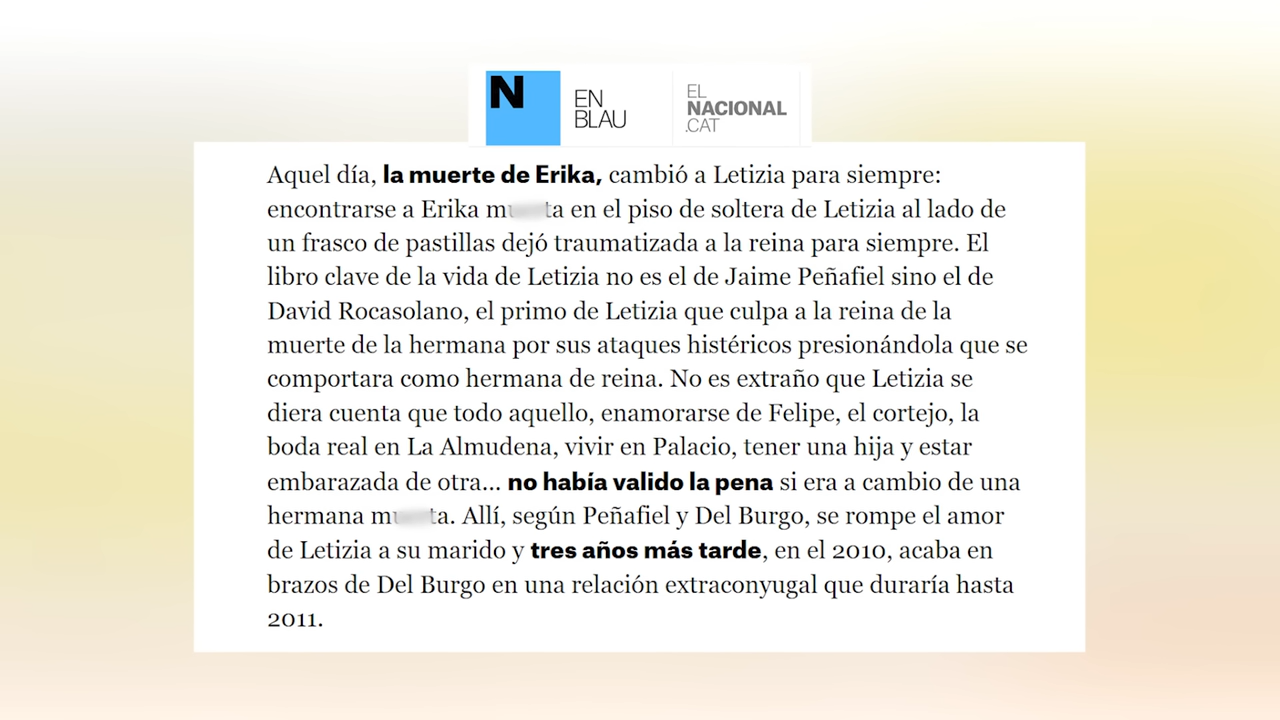 N
EN
BLAU
EL
NACIONAL
.CAT
Aquel día, la muerte de Erika, cambió a Letizia para siempre:
encontrarse a Erika en el piso de soltera de Letizia al lado de
un frasco de pastillas dejó traumatizada a la reina para siempre. El
libro clave de la vida de Letizia no es el de Jaime Peñafiel sino el de
David Rocasolano, el primo de Letizia que culpa a la reina de la
muerte de la hermana por sus ataques histéricos presionándola que se
comportara como hermana de reina. No es extraño que Letizia se
diera cuenta que todo aquello, enamorarse de Felipe, el cortejo, la
boda real en La Almudena, vivir en Palacio, tener una hija y estar
embarazada de otra... no había valido la pena si era a cambio de una
hermana Allí, según Peñafiel y Del Burgo, se rompe el amor
de Letizia a su marido y tres años más tarde, en el 2010, acaba en
brazos de Del Burgo en una relación extraconyugal que duraría hasta
2011.